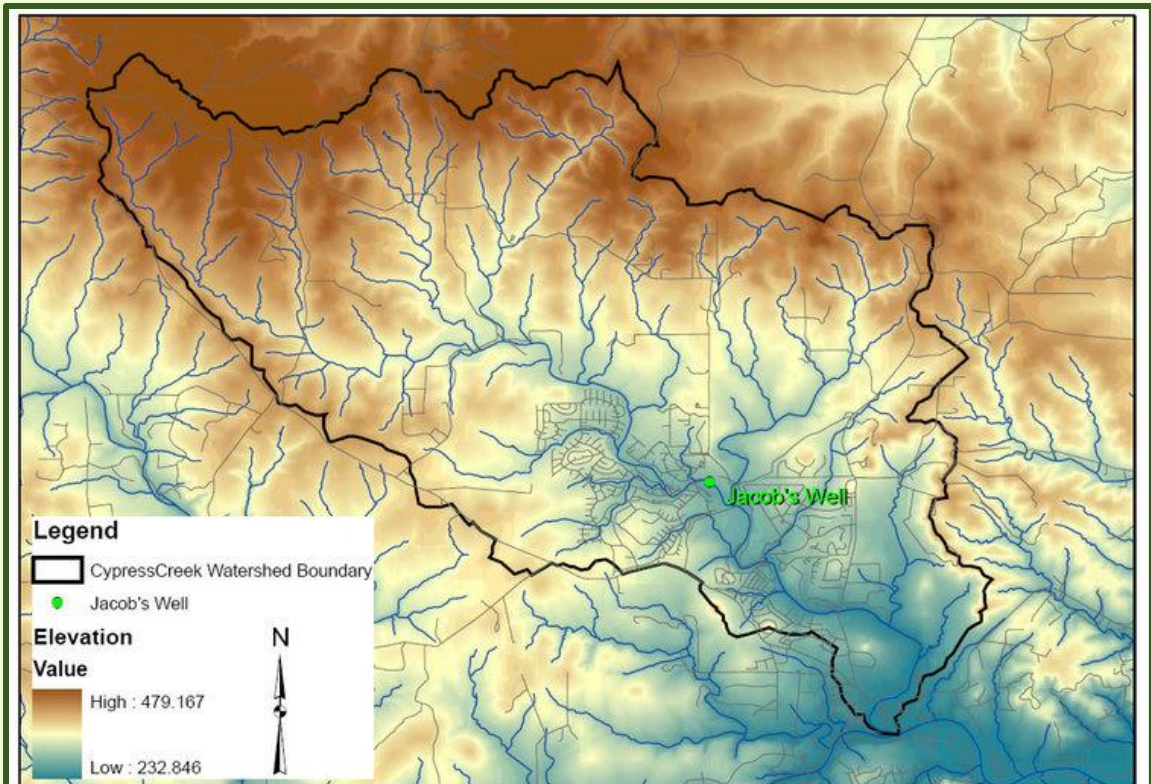 Jacob's Well
Legend
CypressCreek Watershed Boundary
Jacob's Well
Elevation
Value
High : 479.167
Low : 232.846
N